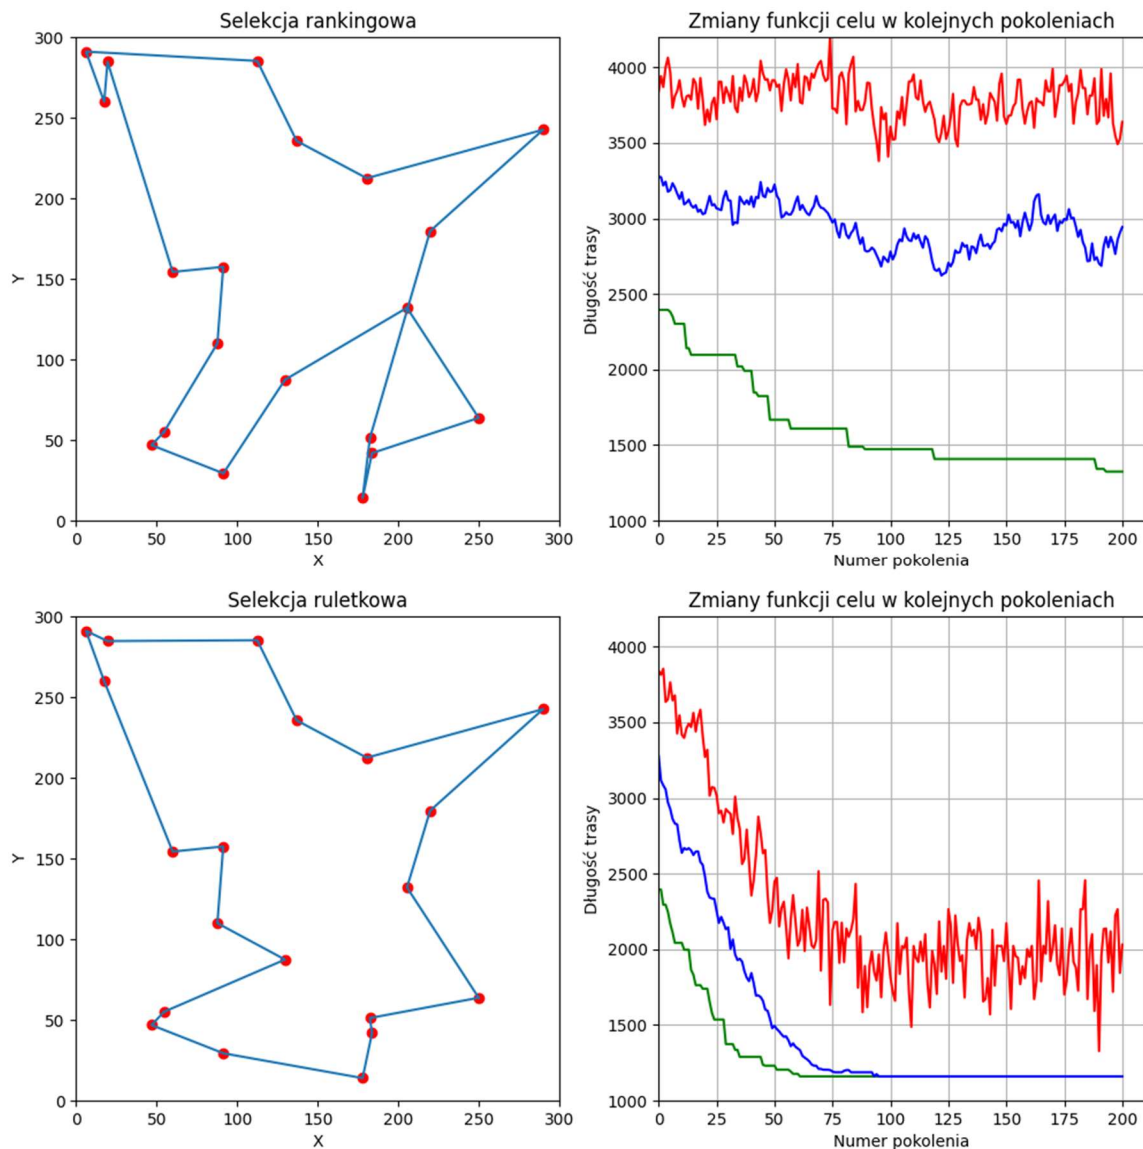 Selekcja rankingowa
300
250
200
150
100
50
0
Y
0 50 100 150 200 250 300
X
Zmiany funkcji celu w kolejnych pokoleniach
4000
3500
3000
2500
2000
1500
1000
Długość trasy
0 25 50 75 100 125 150 175 200
Numer pokolenia
Selekcja ruletkowa
300
250
200
150
100
50
0
Y
0 50 100 150 200 250 300
X
Zmiany funkcji celu w kolejnych pokoleniach
4000
3500
3000
2500
2000
1500
1000
Długość trasy
0 25 50 75 100 125 150 175 200
Numer pokolenia